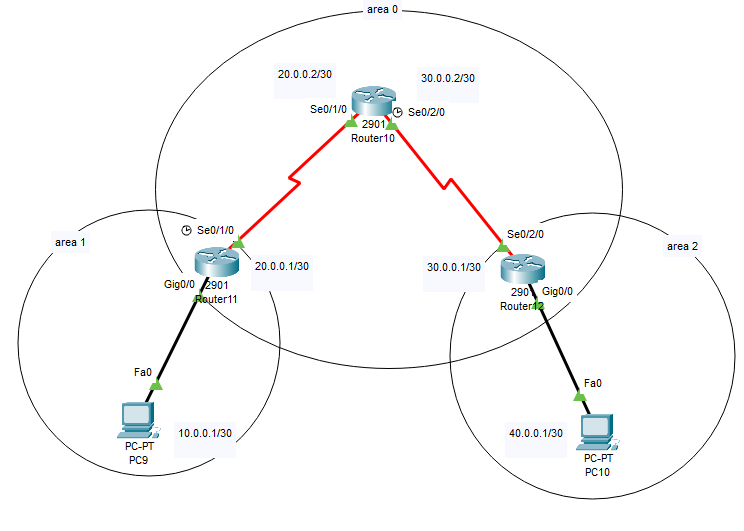 area 0
20.0.0.2/30
30.0.0.2/30
Se0/1/0
Se0/2/0
2901
Router10
area 1
Se0/1/0
Se0/2/0
area 2
20.0.0.1/30
30.0.0.1/30
Gig0/0
2901
Router11
Gig0/0
290
Router12
Fa0
Fa0
10.0.0.1/30
40.0.0.1/30
PC-PT
PC9
PC-PT
PC10